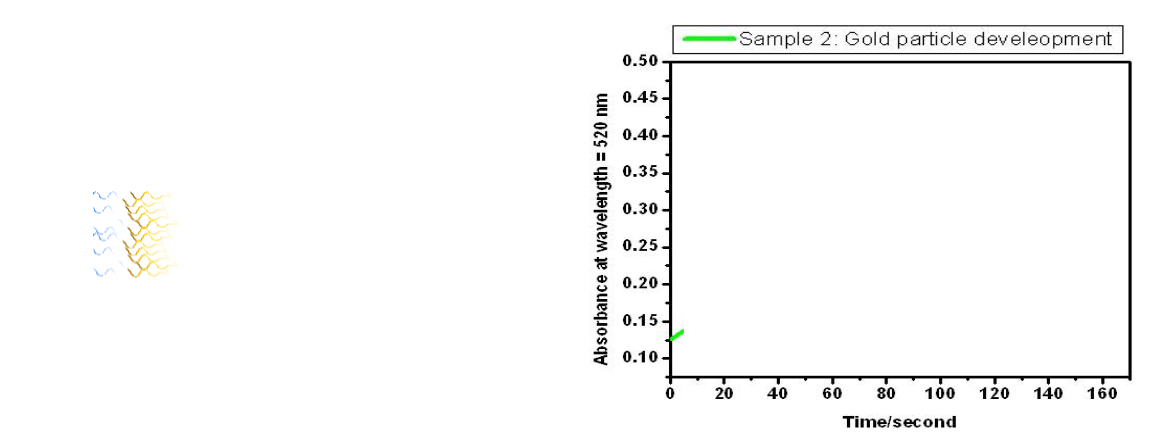 Sample 2: Gold particle develeopment
0.50
0.45
0.40
0.35
0.30
0.25
0.20
0.15
0.10
Absorbance at wavelength = 520 nm
0 20 40 60 80 100 120 140 160
Time/second